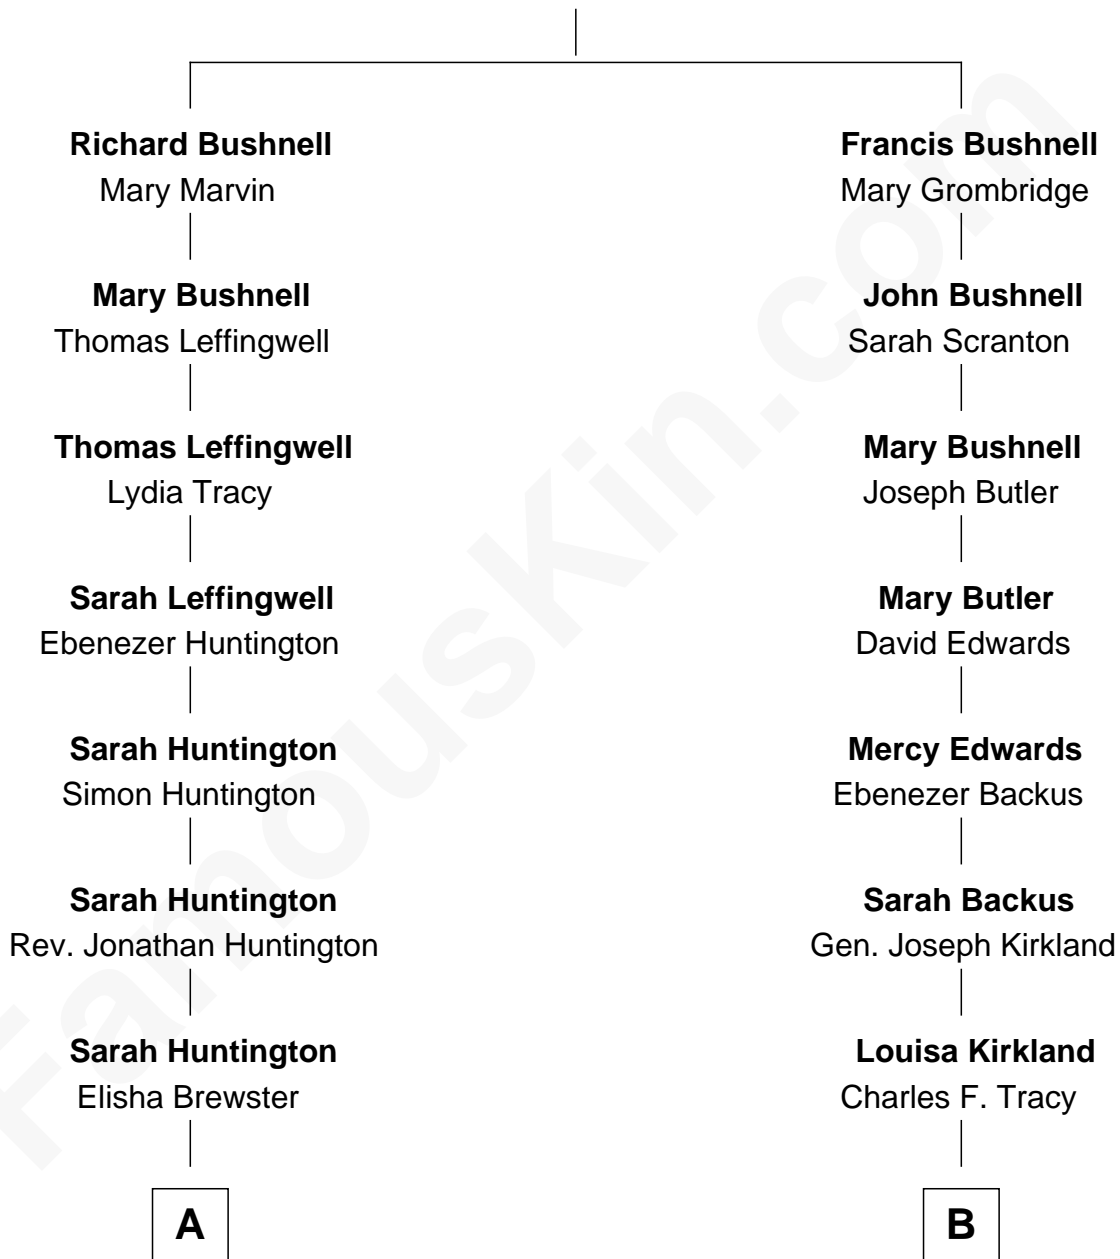 Richard Bushnell
Mary Marvin
Mary Bushnell
Thomas Leffingwell
Thomas Leffingwell
Lydia Tracy
Sarah Leffingwell
Ebenezer Huntington
Sarah Huntington
Simon Huntington
Sarah Huntington
Rev. Jonathan Huntington
Sarah Huntington
Elisha Brewster
A
Francis Bushnell
Mary Grombridge
John Bushnell
Sarah Scranton
Mary Bushnell
Joseph Butler
Mary Butler
David Edwards
Mercy Edwards
Ebenezer Backus
Sarah Backus
Gen. Joseph Kirkland
Louisa Kirkland
Charles F. Tracy
B
FamousKin.com